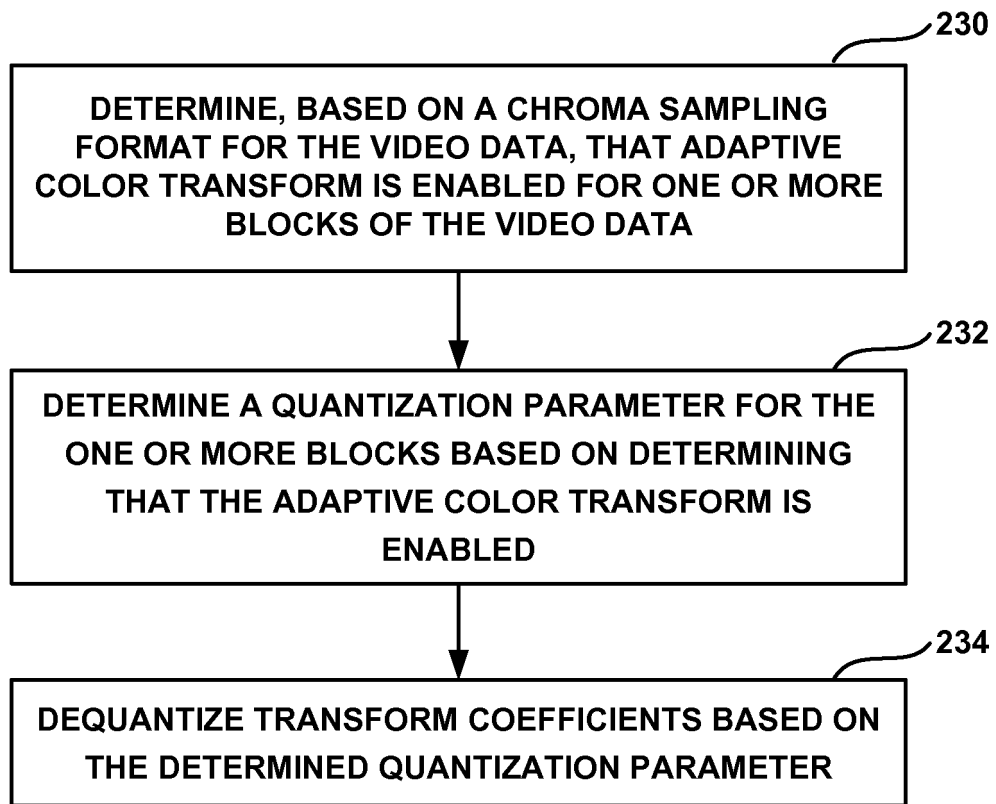 230
DETERMINE, BASED ON A CHROMA SAMPLING
FORMAT FOR THE VIDEO DATA, THAT ADAPTIVE
COLOR TRANSFORM IS ENABLED FOR ONE OR MORE
BLOCKS OF THE VIDEO DATA
232
DETERMINE A QUANTIZATION PARAMETER FOR THE
ONE OR MORE BLOCKS BASED ON DETERMINING
THAT THE ADAPTIVE COLOR TRANSFORM IS
ENABLED
234
DEQUANTIZE TRANSFORM COEFFICIENTS BASED ON
THE DETERMINED QUANTIZATION PARAMETER